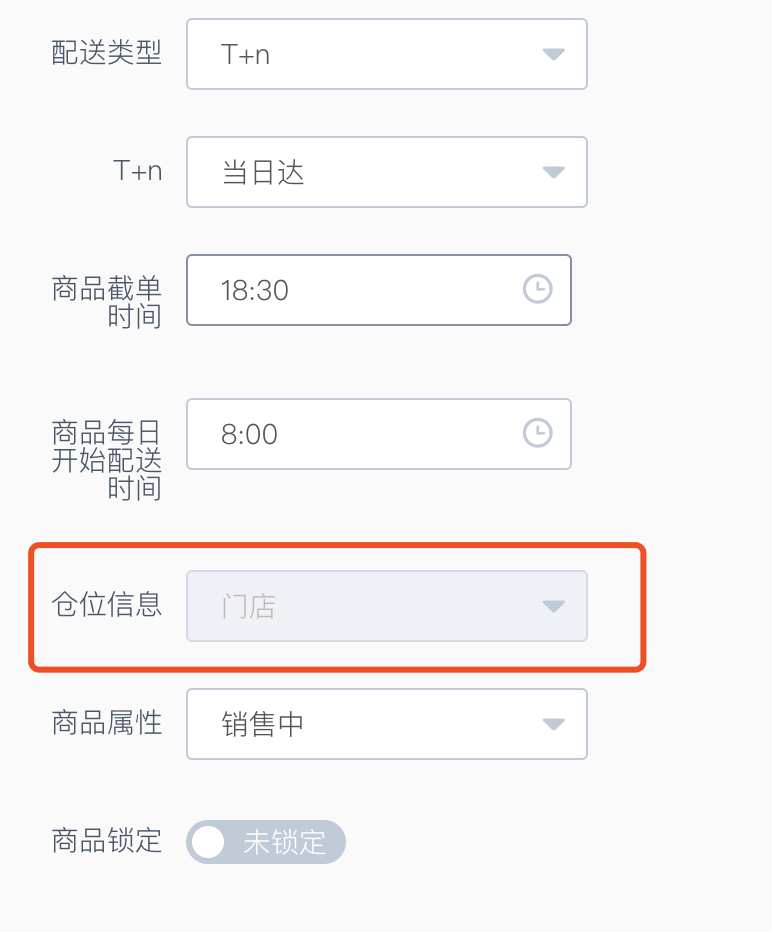 配送类型 T+n
T+n 当日达
商品截单
时间
18:30
商品每日
开始配送
时间
8:00
仓位信息 门店
商品属性 销售中
商品锁定 未锁定